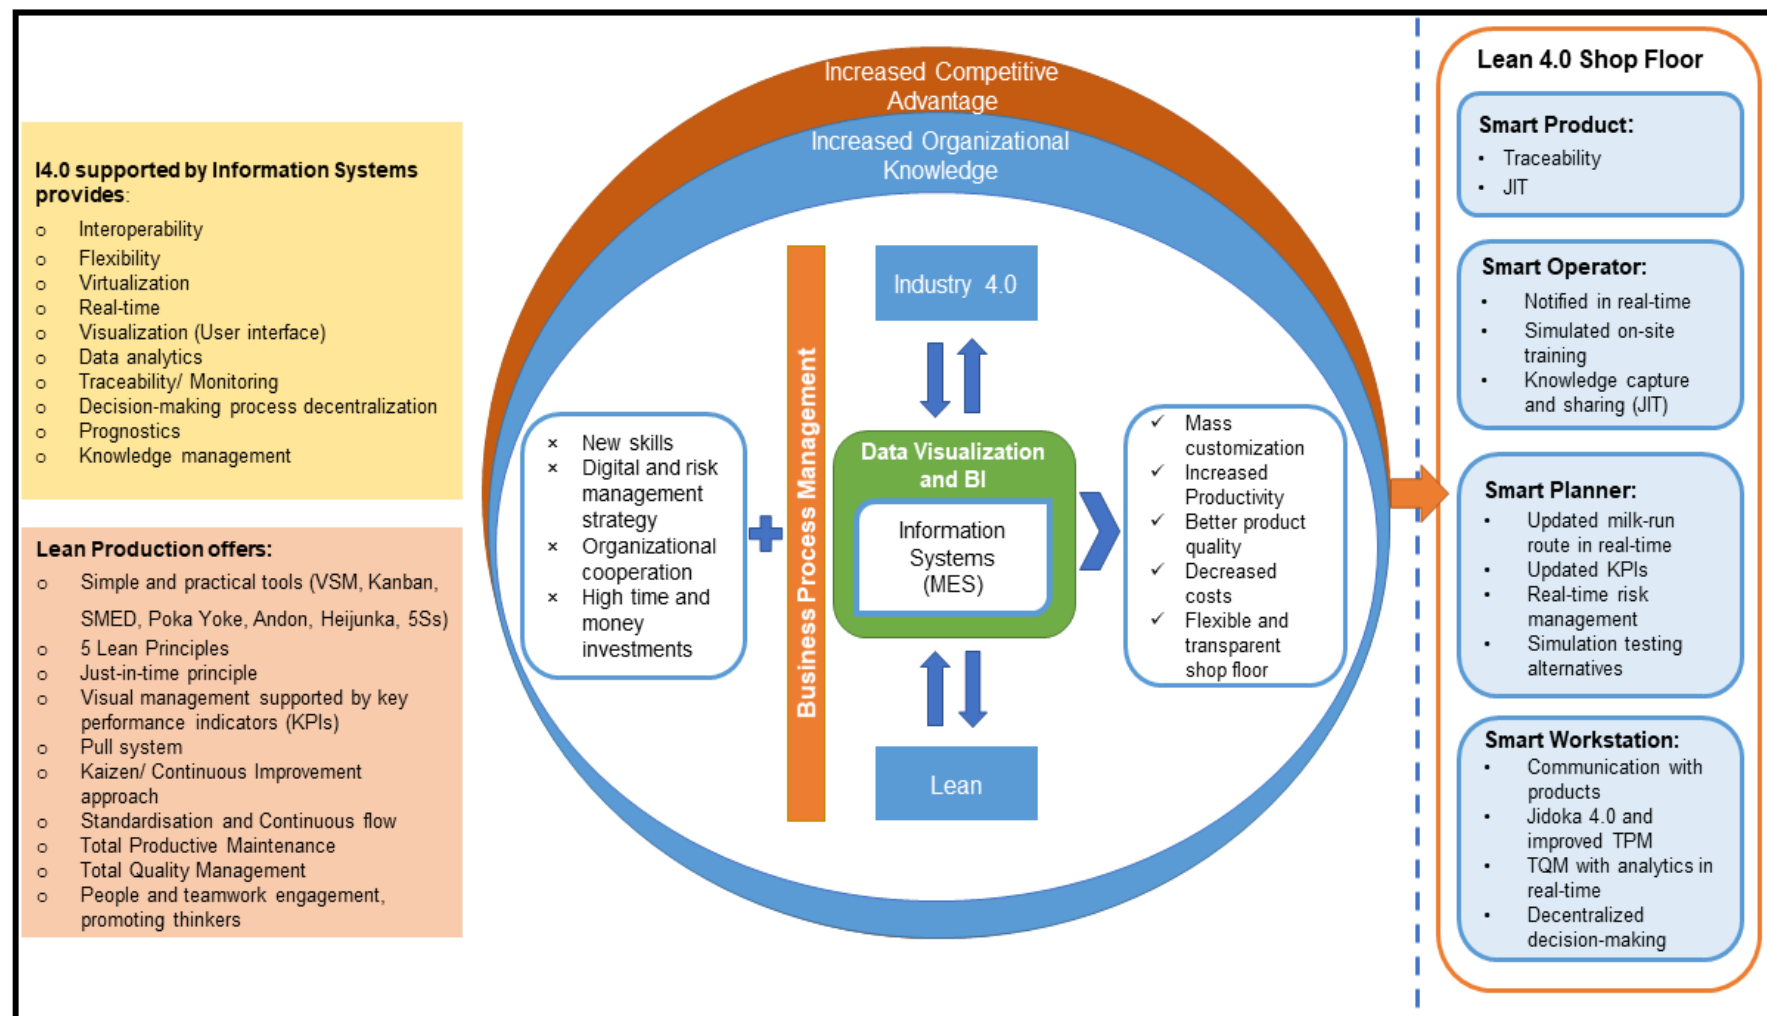 I4.0 supported by Information Systems
provides:
o Interoperability
o Flexibility
o Virtualization
o Real-time
o Visualization (User interface)
o Data analytics
o Traceability/ Monitoring
o Decision-making process decentralization
o Prognostics
o Knowledge management
Lean Production offers:
o Simple and practical tools (VSM, Kanban,
SMED, Poka Yoke, Andon, Heijunka, 5Ss)
o 5 Lean Principles
o Just-in-time principle
o Visual management supported by key
performance indicators (KPIs)
o Pull system
o Kaizen/ Continuous Improvement
approach
o Standardisation and Continuous flow
o Total Productive Maintenance
o Total Quality Management
o People and teamwork engagement,
promoting thinkers
Increased Competitive
Advantage
Increased Organizational
Knowledge
× New skills
× Digital and risk
management
strategy
× Organizational
cooperation
× High time and
money
investments
Business Process Management
Industry 4.0
Data Visualization
and BI
Information
Systems
(MES)
Lean
✓ Mass
customization
✓ Increased
Productivity
✓ Better product
quality
✓ Decreased
costs
✓ Flexible and
transparent
shop floor
Lean 4.0 Shop Floor
Smart Product:
• Traceability
• JIT
Smart Operator:
• Notified in real-time
• Simulated on-site
training
• Knowledge capture
and sharing (JIT)
Smart Planner:
• Updated milk-run
route in real-time
• Updated KPIs
• Real-time risk
management
• Simulation testing
alternatives
Smart Workstation:
• Communication with
products
• Jidoka 4.0 and
improved TPM
• TQM with analytics in
real-time
• Decentralized
decision-making